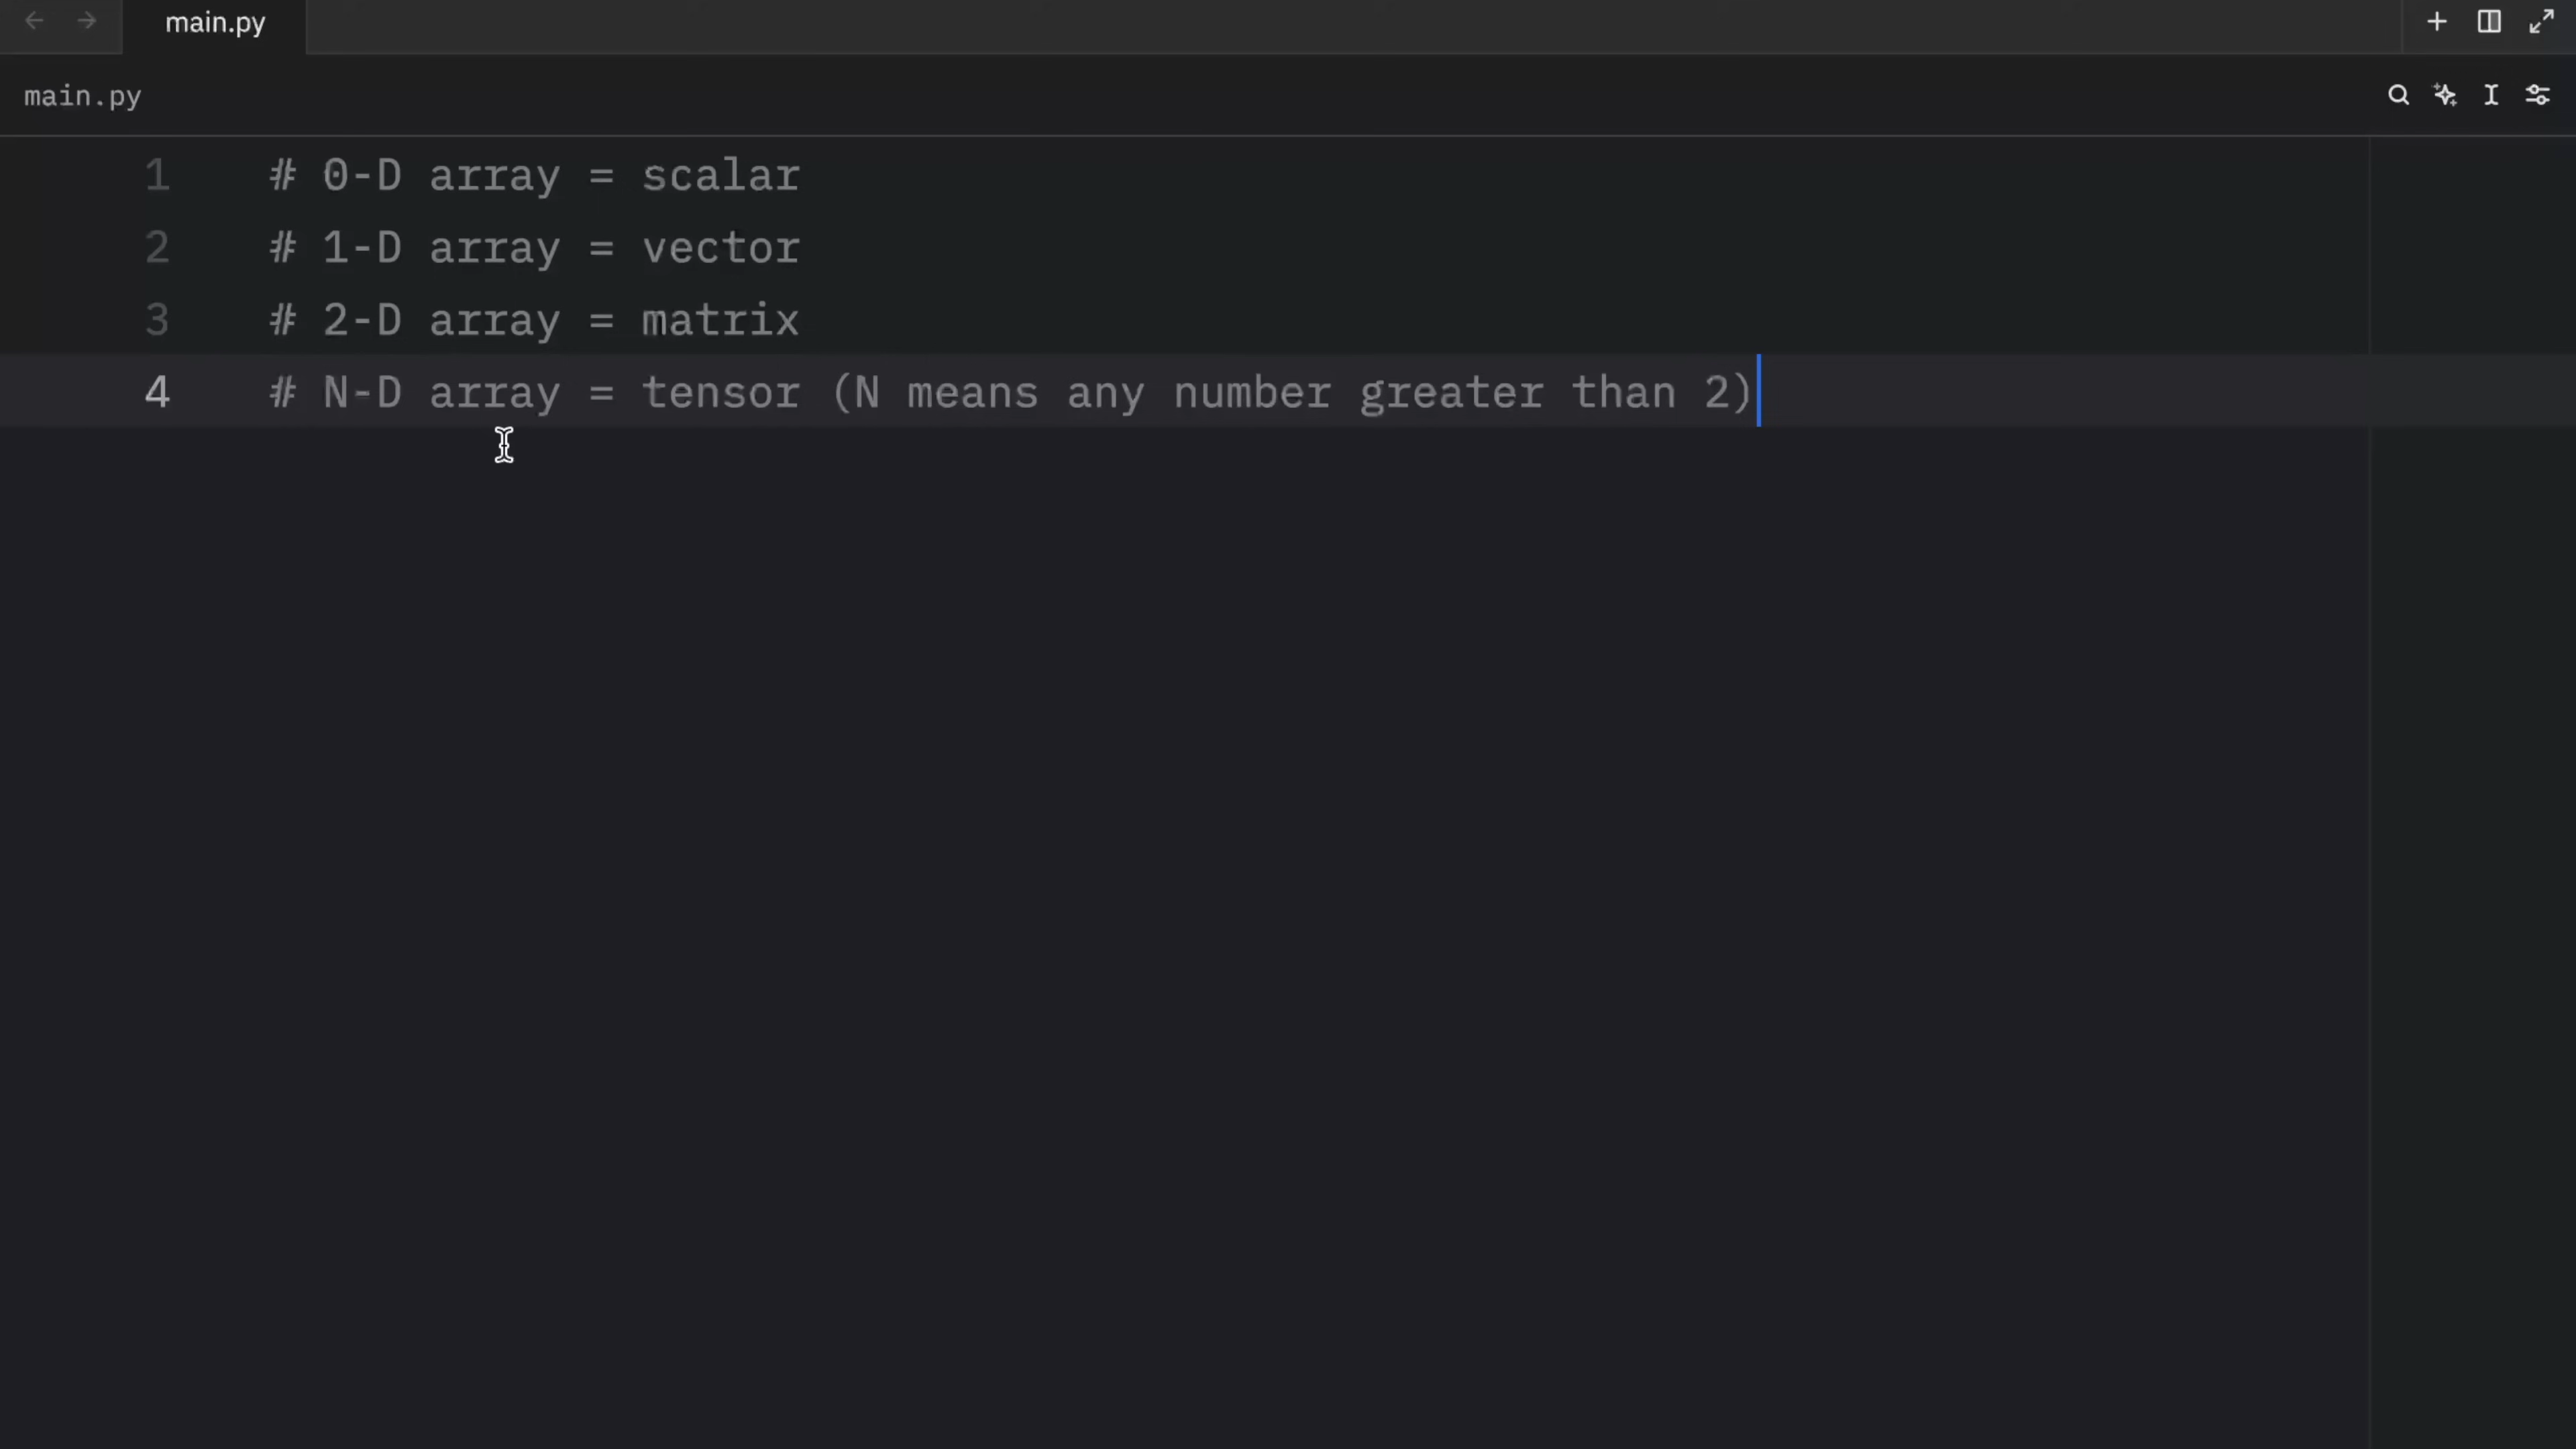 main.py
main.py
1 # 0-D array = scalar
2 # 1-D array = vector
3 # 2-D array = matrix
4 # N-D array = tensor (N means any number greater than 2)